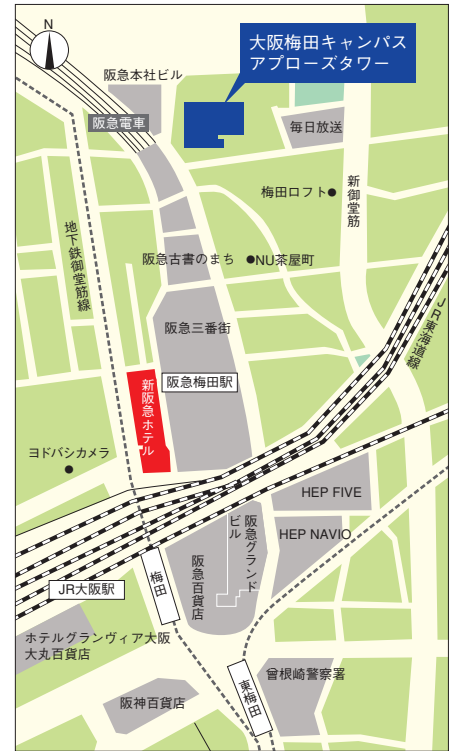 N
大阪梅田キャンパス
アプローズタワー
阪急本社ビル
阪急電車
毎日放送
梅田ロフト
新御堂筋
地下鉄御堂筋線
阪急古書のまち
NU茶屋町
JR東海道線
阪急三番街
阪急梅田駅
新阪急ホテル
ヨドバシカメラ
HEP FIVE
阪急グランド
ビル
HEP NAVIO
阪急百貨店
梅田
JR大阪駅
ホテルグランヴィア大阪
大丸百貨店
曽根崎警察署
東梅田
阪神百貨店